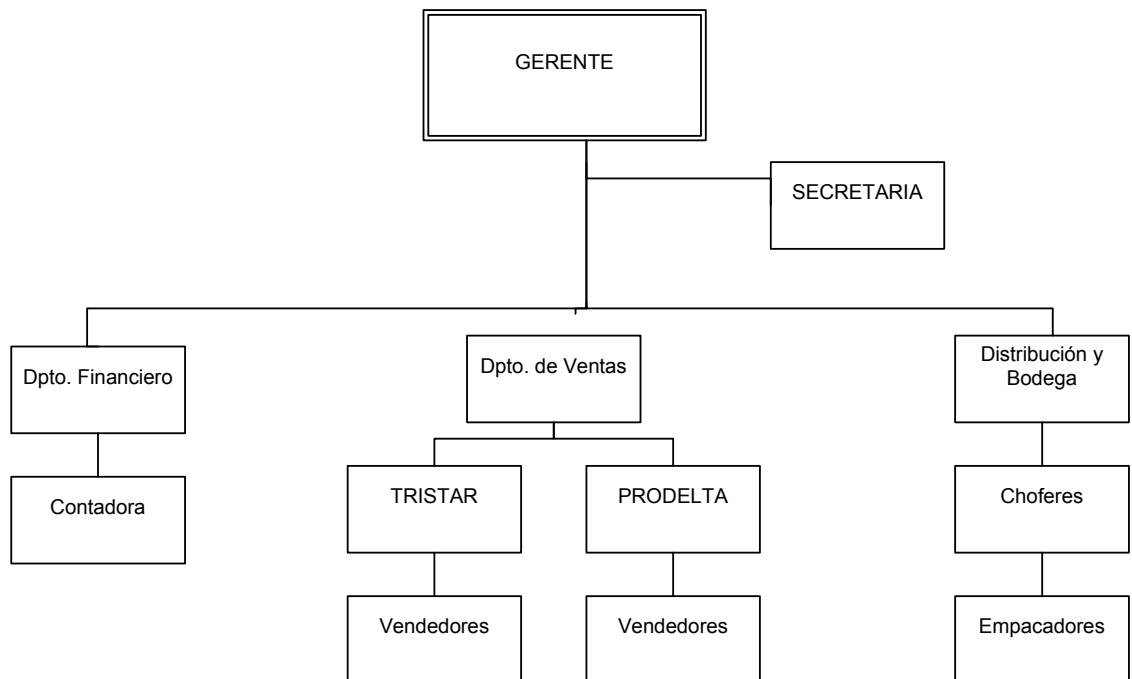 GERENTE
SECRETARIA
Dpto. Financiero
Dpto. de Ventas
Distribución y
Bodega
Contadora
TRISTAR
PRODELTA
Choferes
Vendedores
Vendedores
Empacadores